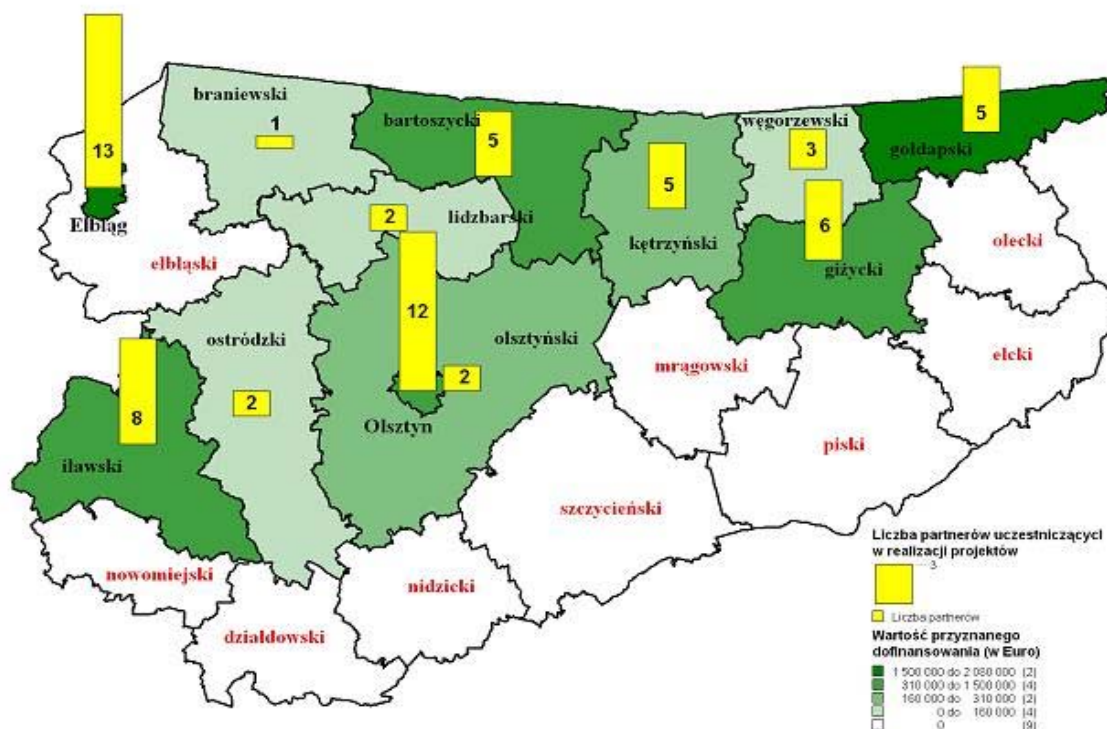 13
braniewski
1
bartoszycki
5
węgorzewski
3
5
gołdapski
Elbląg
elbląski
2
lidzbarski
5
kętrzyński
6
giżycki
olecki
ostródzki
12
olsztyński
2
2
Olsztyn
mrągowski
ełcki
8
iławski
piski
szczycieński
nowomiejski
nidzicki
działdowski
Liczba partnerów uczestniczącycl
w realizacji projektów
3
Liczba partnerów
Wartość przyznanego
dofinansowania (w Euro)
1 500 000 do 2 080 000 (2)
310 000 do 1 500 000 (4)
160 000 do 310 000 (2)
0 do 160 000 (4)
0 (9)